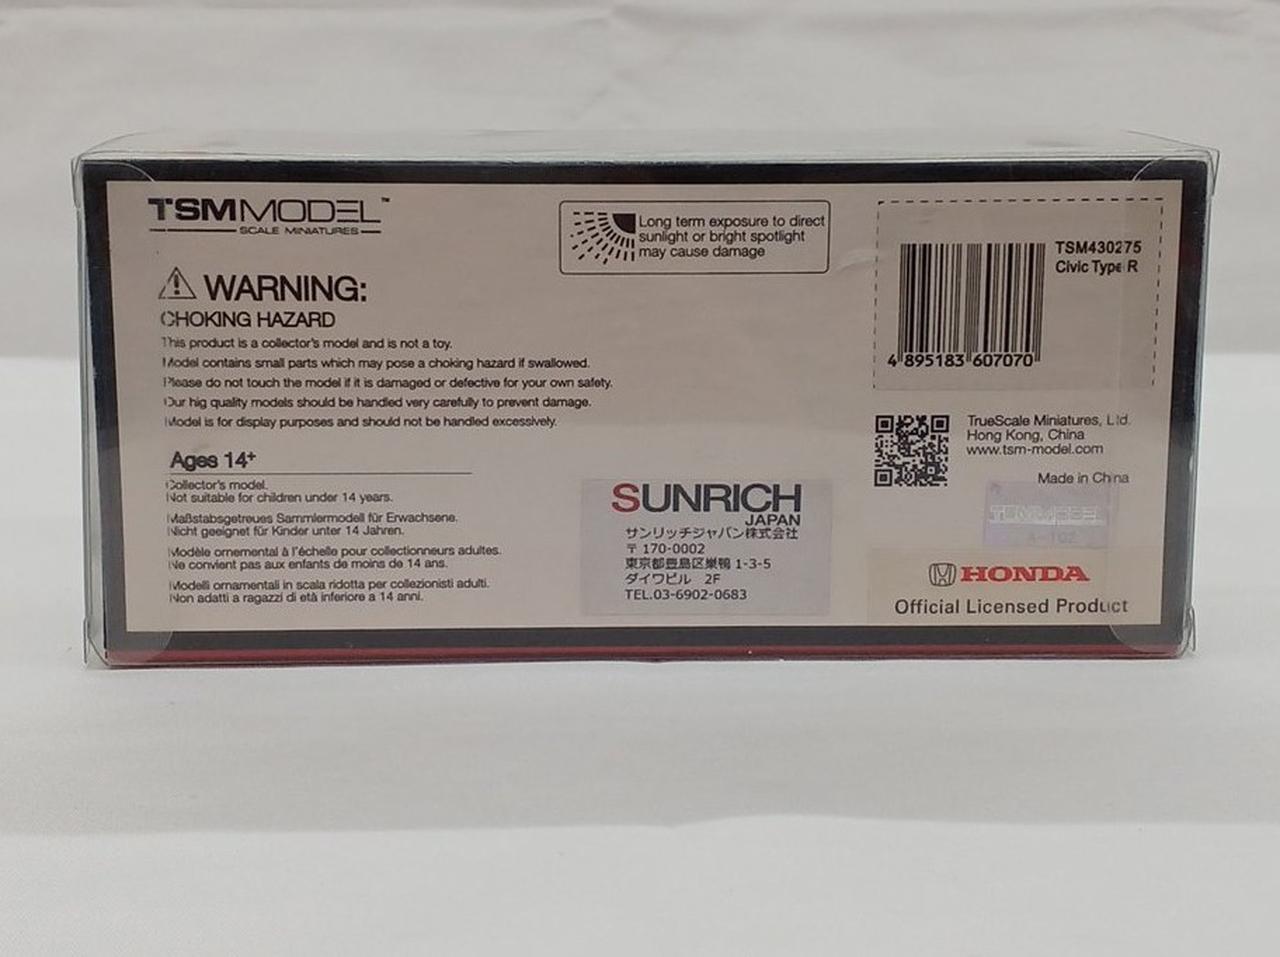 TSMMODEL™
SCALE MINIATURES
Long term exposure to direct
sunlight or bright spotlight
may cause damage
TSM430275
Civic Type R
4 895183 607070
WARNING:
CHOKING HAZARD
This product is a collector's model and is not a toy.
Model contains small parts which may pose a choking hazard if swallowed.
Please do not touch the model if it is damaged or defective for your own safety.
Our hig quality models should be handled very carefully to prevent damage.
Model is for display purposes and should not be handled excessively.
Ages 14+
Collector's model.
Not suitable for children under 14 years.
Maßstabsgetreues Sammlermodell für Erwachsene.
Nicht geeignet für Kinder unter 14 Jahren.
Modèle ornemental à l'échelle pour collectionneurs adultes.
Ne convient pas aux enfants de moins de 14 ans.
Modelli ornamentali in scala ridotta per collezionisti adulti.
Non adatti a ragazzi di età inferiore a 14 anni.
SUNRICH
JAPAN
サンリッチジャパン株式会社
〒170-0002
東京都豊島区巣鴨 1-3-5
ダイワビル 2F
TEL.03-6902-0683
TrueScale Miniatures, Ltd.
Hong Kong, China
www.tsm-model.com
Made in China
TSMMODEL
A-102
HONDA
Official Licensed Product